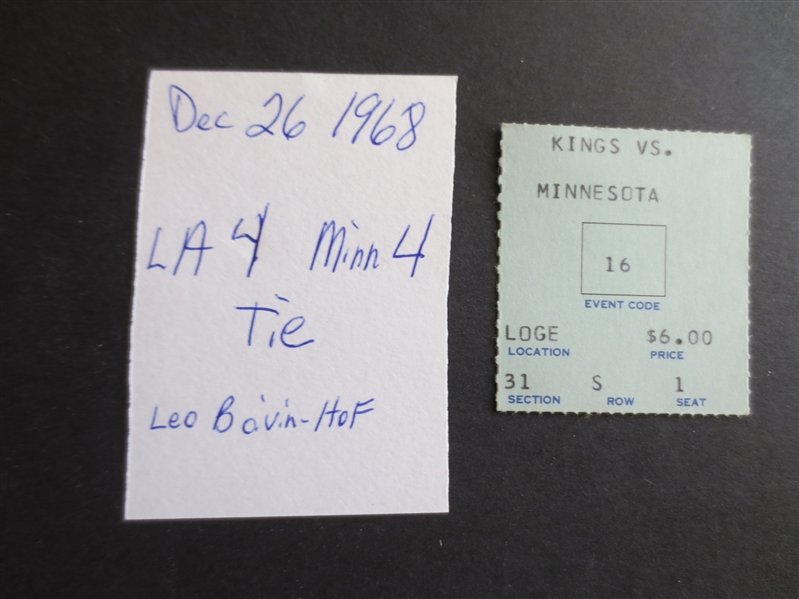 Dec 26 1968
LA 4 Minn 4
Tie
Leo Boivin-HoF
KINGS VS.
MINNESOTA
16
EVENT CODE
LOGE $6.00
LOCATION PRICE
31 S 1
SECTION ROW SEAT